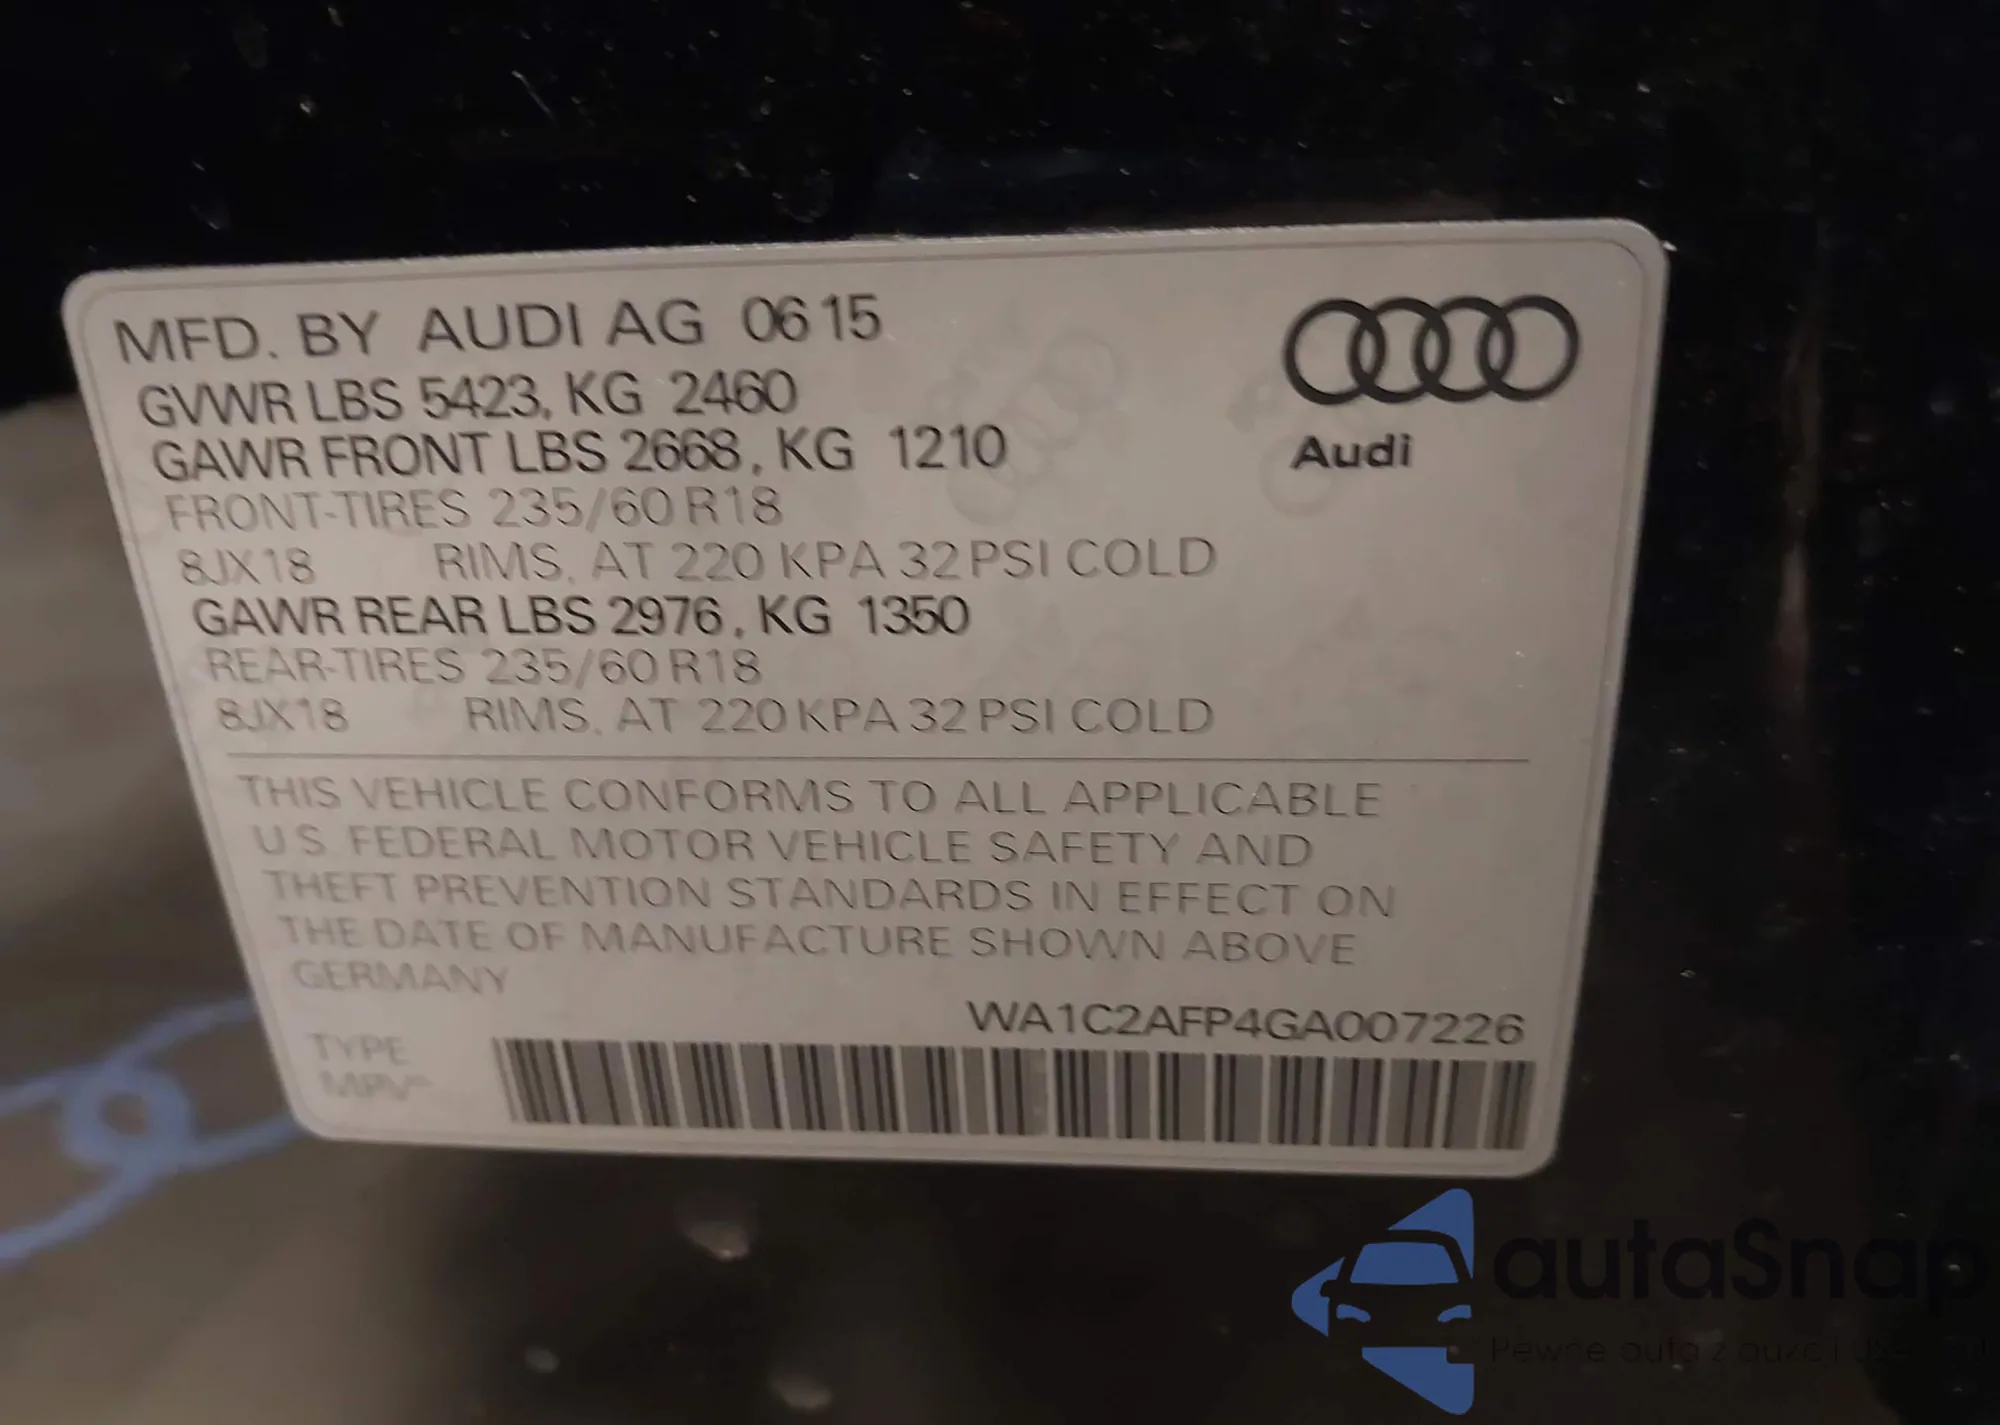 MFD. BY AUDI AG 06 15
GVWR LBS 5423, KG 2460
GAWR FRONT LBS 2668, KG 1210
FRONT-TIRES 235/60 R18
8JX18 RIMS, AT 220 KPA 32 PSI COLD
GAWR REAR LBS 2976, KG 1350
REAR-TIRES 235/60 R18
8JX18 RIMS, AT 220 KPA 32 PSI COLD
Audi
THIS VEHICLE CONFORMS TO ALL APPLICABLE
U.S. FEDERAL MOTOR VEHICLE SAFETY AND
THEFT PREVENTION STANDARDS IN EFFECT ON
THE DATE OF MANUFACTURE SHOWN ABOVE
GERMANY
WA1C2AFP4GA007226
TYPE
MPV
autaSnap
Pewne auta z aukcji